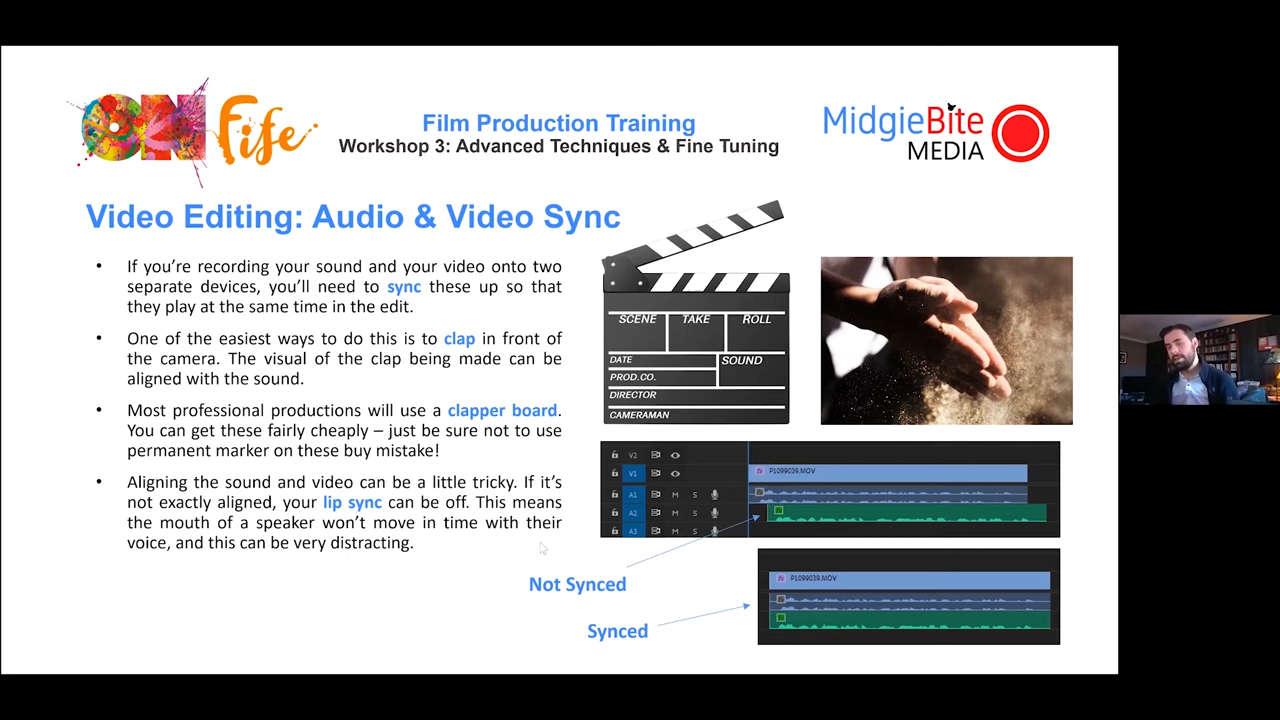 ON Fife
Film Production Training
Workshop 3: Advanced Techniques & Fine Tuning
MidgieBite
MEDIA
Video Editing: Audio & Video Sync
• If you're recording your sound and your video onto two
separate devices, you'll need to sync these up so that
they play at the same time in the edit.
• One of the easiest ways to do this is to clap in front of
the camera. The visual of the clap being made can be
aligned with the sound.
• Most professional productions will use a clapper board.
You can get these fairly cheaply – just be sure not to use
permanent marker on these buy mistake!
• Aligning the sound and video can be a little tricky. If it's
not exactly aligned, your lip sync can be off. This means
the mouth of a speaker won't move in time with their
voice, and this can be very distracting.
SCENE TAKE ROLL
DATE SOUND
PROD.CO.
DIRECTOR
CAMERAMAN
V2
V1 fx P1099039.MOV
A1 M S
A2 M S
A3 M S
Not Synced
fx P1099039.MOV
Synced